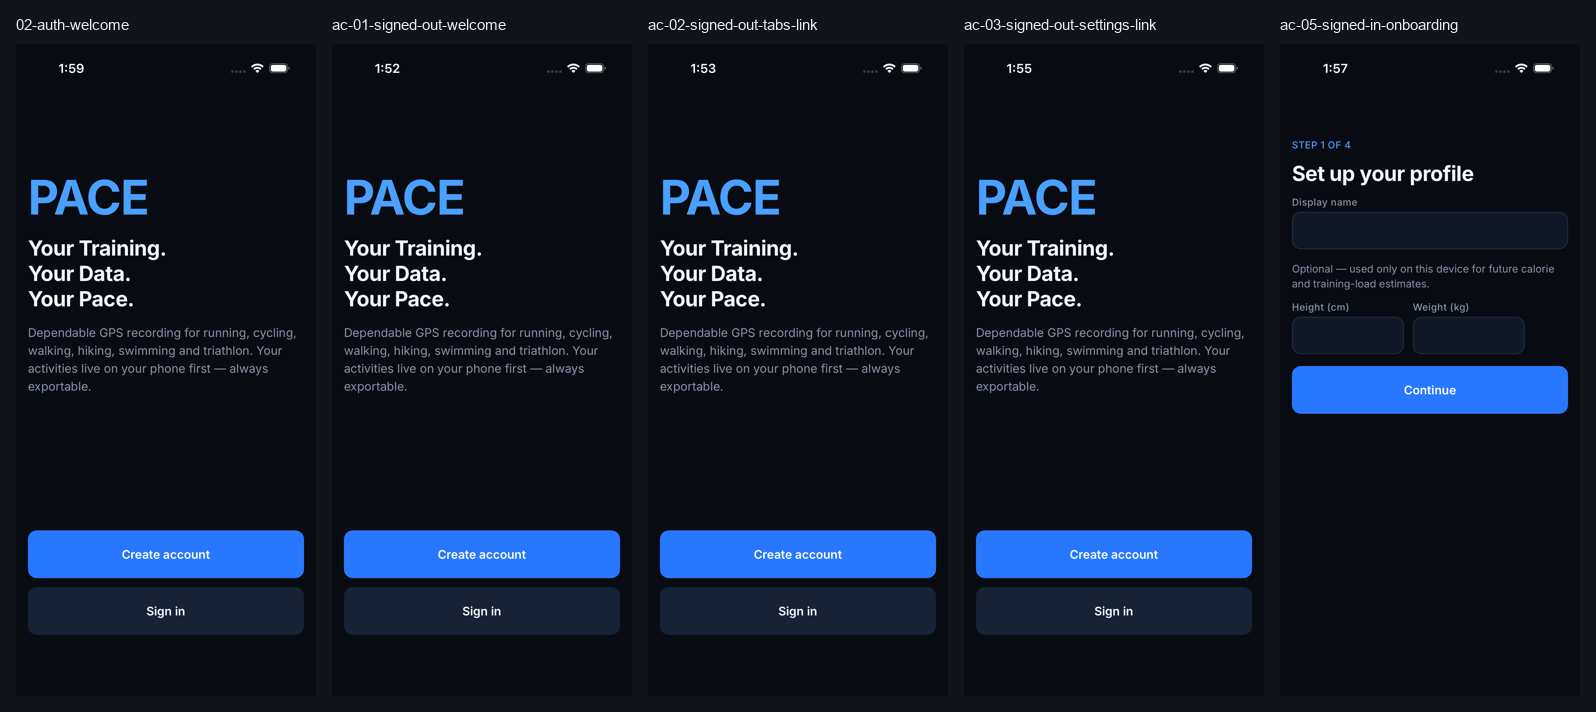 02-auth-welcome
1:59
PACE
Your Training.
Your Data.
Your Pace.
Dependable GPS recording for running, cycling,
walking, hiking, swimming and triathlon. Your
activities live on your phone first — always
exportable.
Create account
Sign in
ac-01-signed-out-welcome
1:52
PACE
Your Training.
Your Data.
Your Pace.
Dependable GPS recording for running, cycling,
walking, hiking, swimming and triathlon. Your
activities live on your phone first — always
exportable.
Create account
Sign in
ac-02-signed-out-tabs-link
1:53
PACE
Your Training.
Your Data.
Your Pace.
Dependable GPS recording for running, cycling,
walking, hiking, swimming and triathlon. Your
activities live on your phone first — always
exportable.
Create account
Sign in
ac-03-signed-out-settings-link
1:55
PACE
Your Training.
Your Data.
Your Pace.
Dependable GPS recording for running, cycling,
walking, hiking, swimming and triathlon. Your
activities live on your phone first — always
exportable.
Create account
Sign in
ac-05-signed-in-onboarding
1:57
STEP 1 OF 4
Set up your profile
Display name
Optional — used only on this device for future calorie
and training-load estimates.
Height (cm) Weight (kg)
Continue